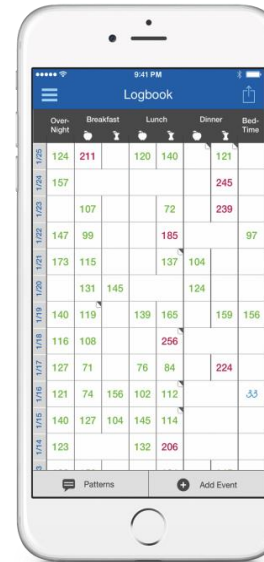 9:41 PM
Logbook
Over-Night Breakfast Lunch Dinner Bed-Time
1/25 124 211 120 140 121
1/24 157 245
1/23 107 72 239
1/22 147 99 185 97
1/21 173 115 137 104
1/20 131 145 124
1/19 140 119 139 165 159 156
1/18 116 108 256
1/17 127 71 76 84 224
1/16 121 74 156 102 112 33
1/15 140 127 104 145 114
1/14 123 132 206
Patterns Add Event